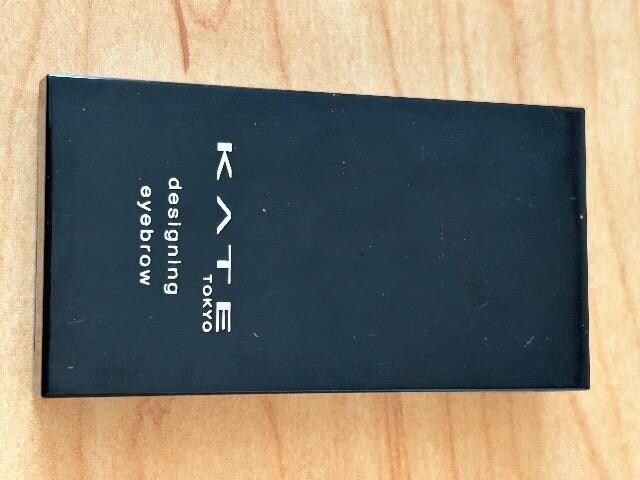 KATE
TOKYO
designing
eyebrow